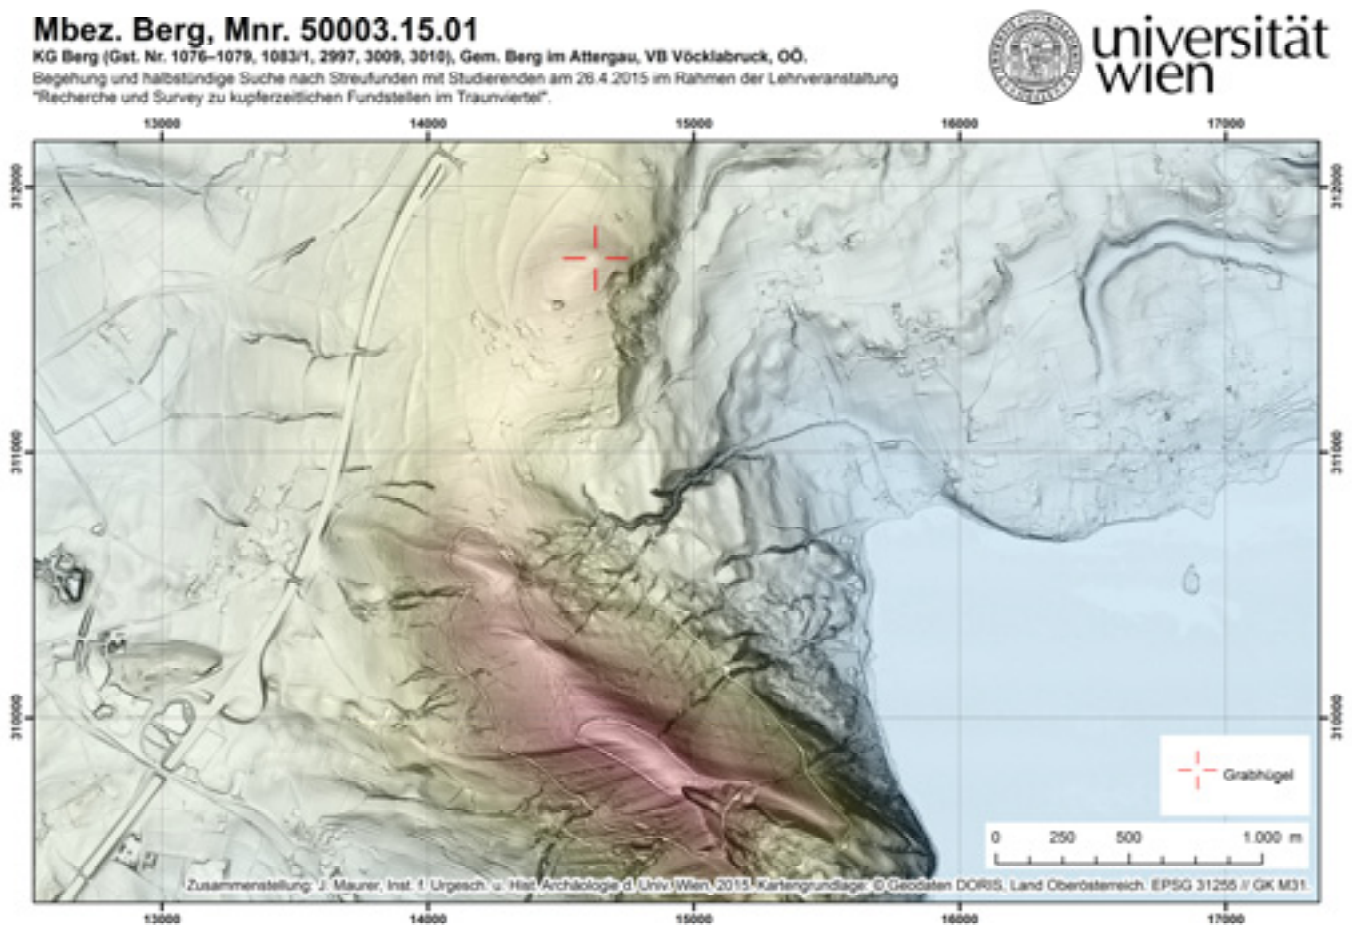 Mbez. Berg, Mnr. 50003.15.01
KG Berg (Gst. Nr. 1076–1079, 1083/1, 2997, 3009, 3010), Gem. Berg im Attergau, VB Vöcklabruck, OÖ.
Begehung und halbstündige Suche nach Streufunden mit Studierenden am 26.4.2015 im Rahmen der Lehrveranstaltung
"Recherche und Survey zu kupferzeitlichen Fundstellen im Traunviertel".
universität
wien
13000 14000 15000 16000 17000
312000 312000
311000 311000
310000 310000
Grabhügel
0 250 500 1.000 m
Zusammenstellung: J. Maurer, Inst. f. Urgesch. u. Hist. Archäologie d. Univ. Wien, 2015. Kartengrundlage: © Geodaten DORIS, Land Oberösterreich. EPSG 31255 // GK M31.
13000 14000 15000 16000 17000